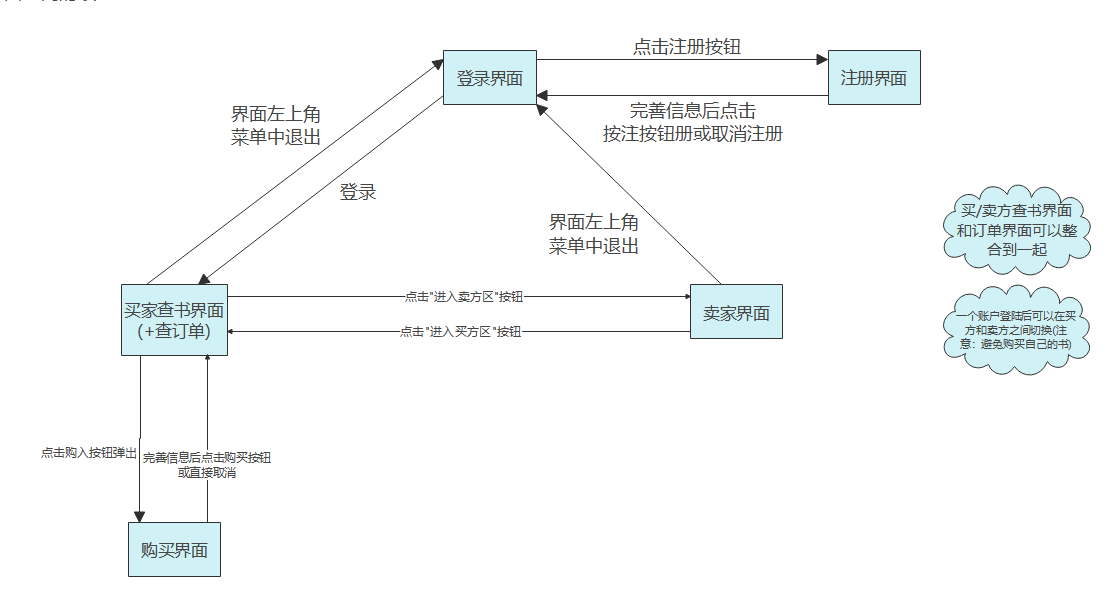 点击注册按钮
登录界面
注册界面
完善信息后点击
按注按钮册或取消注册
界面左上角
菜单中退出
登录
界面左上角
菜单中退出
买/卖方查书界面
和订单界面可以整
合到一起
买家查书界面
（+查订单）
点击"进入卖方区"按钮
点击"进入买方区"按钮
卖家界面
一个账户登陆后可以在买
方和卖方之间切换(注
意：避免购买自己的书)
点击购入按钮弹出
完善信息后点击购买按钮
或直接取消
购买界面